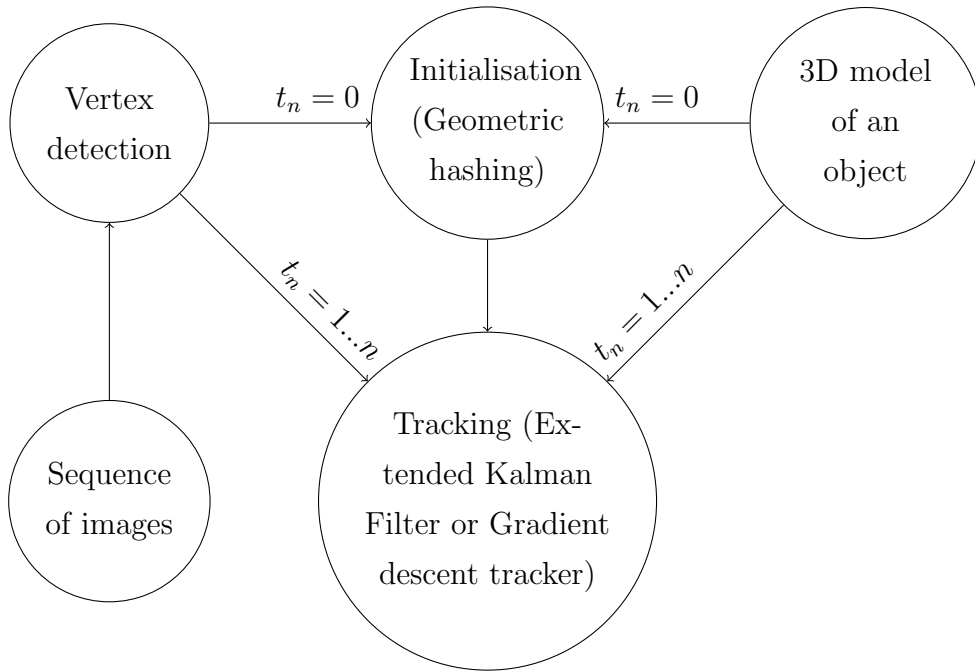 Vertex
detection
t_n = 0
Initialisation
(Geometric
hashing)
t_n = 0
3D model
of an
object
t_n = 1...n
t_n = 1...n
Sequence
of images
Tracking (Ex-
tended Kalman
Filter or Gradient
descent tracker)